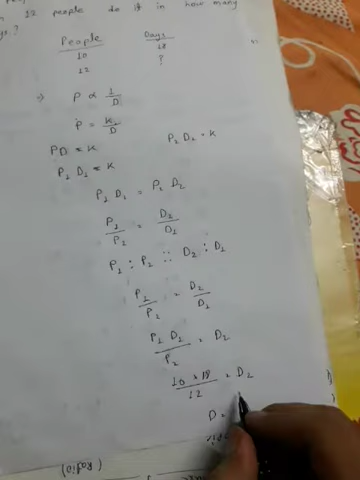 12 people do it in how many
People Days
10 18
12 ?
⇒ P ∝ 1/D
P = K/D
PD = K
P₁ D₁ = K P₂ D₂ = K
P₁ D₁ = P₂ D₂
P₁/P₂ = D₂/D₁
P₁ : P₂ :: D₂ : D₁
P₁/P₂ = D₂/D₁
P₁ D₁/P₂ = D₂
10 × 18/12 = D₂
D =
(Ratio)